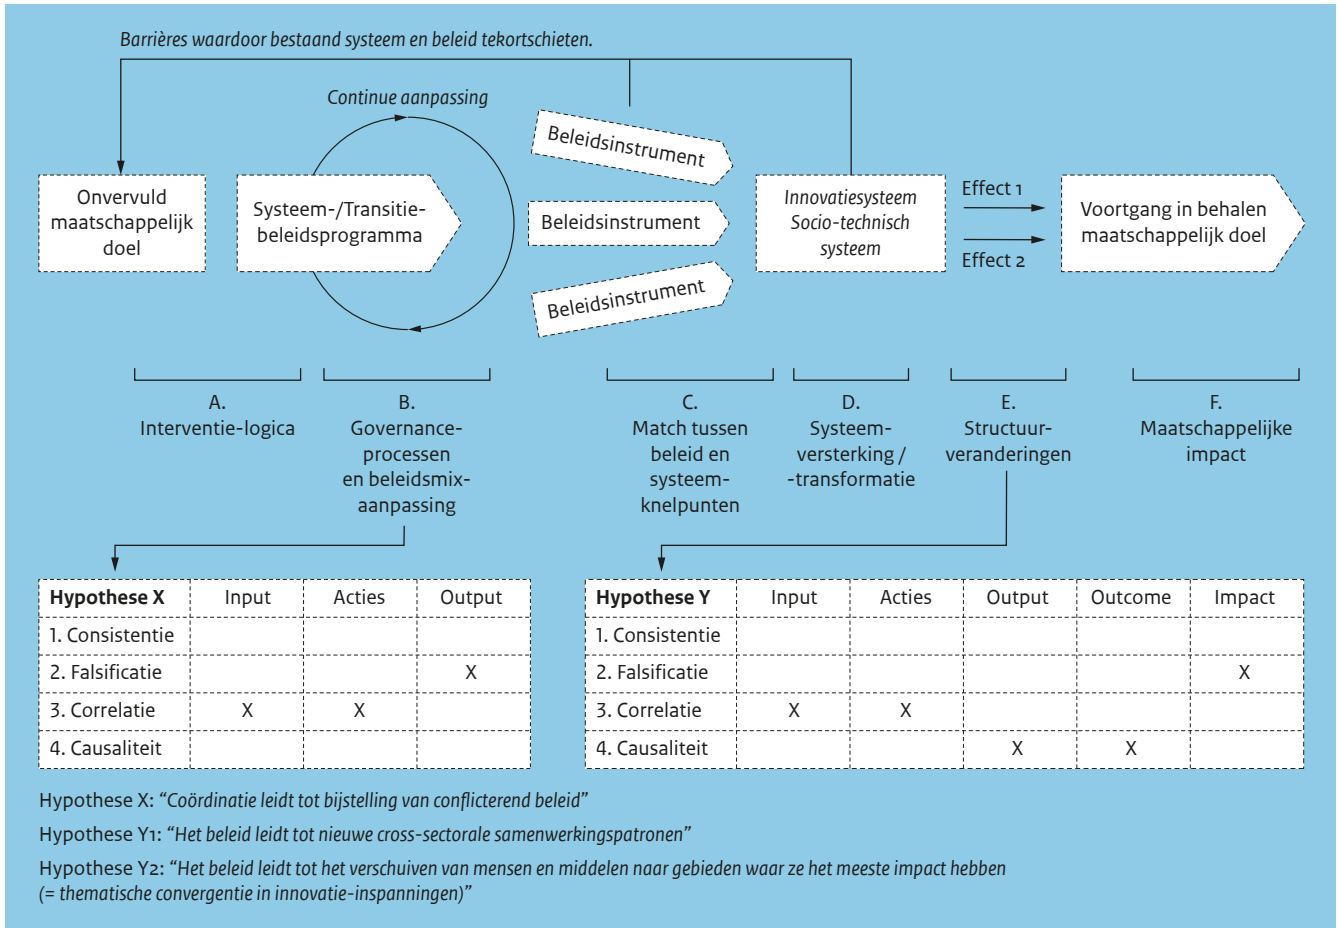 Barrières waardoor bestaand systeem en beleid tekortschieten.
Continue aanpassing
Onvervuld
maatschappelijk
doel
Systeem-/Transitie-
beleidsprogramma
Beleidsinstrument
Beleidsinstrument
Beleidsinstrument
Innovatiesysteem
Socio-technisch
systeem
Effect 1
Effect 2
Voortgang in behalen
maatschappelijk doel
A.
Interventie-logica
B.
Governance-
processen
en beleidsmix-
aanpassing
C.
Match tussen
beleid en
systeem-
knelpunten
D.
Systeem-
versterking /
-transformatie
E.
Structuur-
veranderingen
F.
Maatschappelijke
impact
Hypothese X Input Acties Output
1. Consistentie
2. Falsificatie X
3. Correlatie X X
4. Causaliteit
Hypothese Y Input Acties Output Outcome Impact
1. Consistentie
2. Falsificatie X
3. Correlatie X X
4. Causaliteit X X
Hypothese X: “Coördinatie leidt tot bijstelling van conflicterend beleid”
Hypothese Y1: “Het beleid leidt tot nieuwe cross-sectorale samenwerkingspatronen”
Hypothese Y2: “Het beleid leidt tot het verschuiven van mensen en middelen naar gebieden waar ze het meeste impact hebben
(= thematische convergentie in innovatie-inspanningen)”